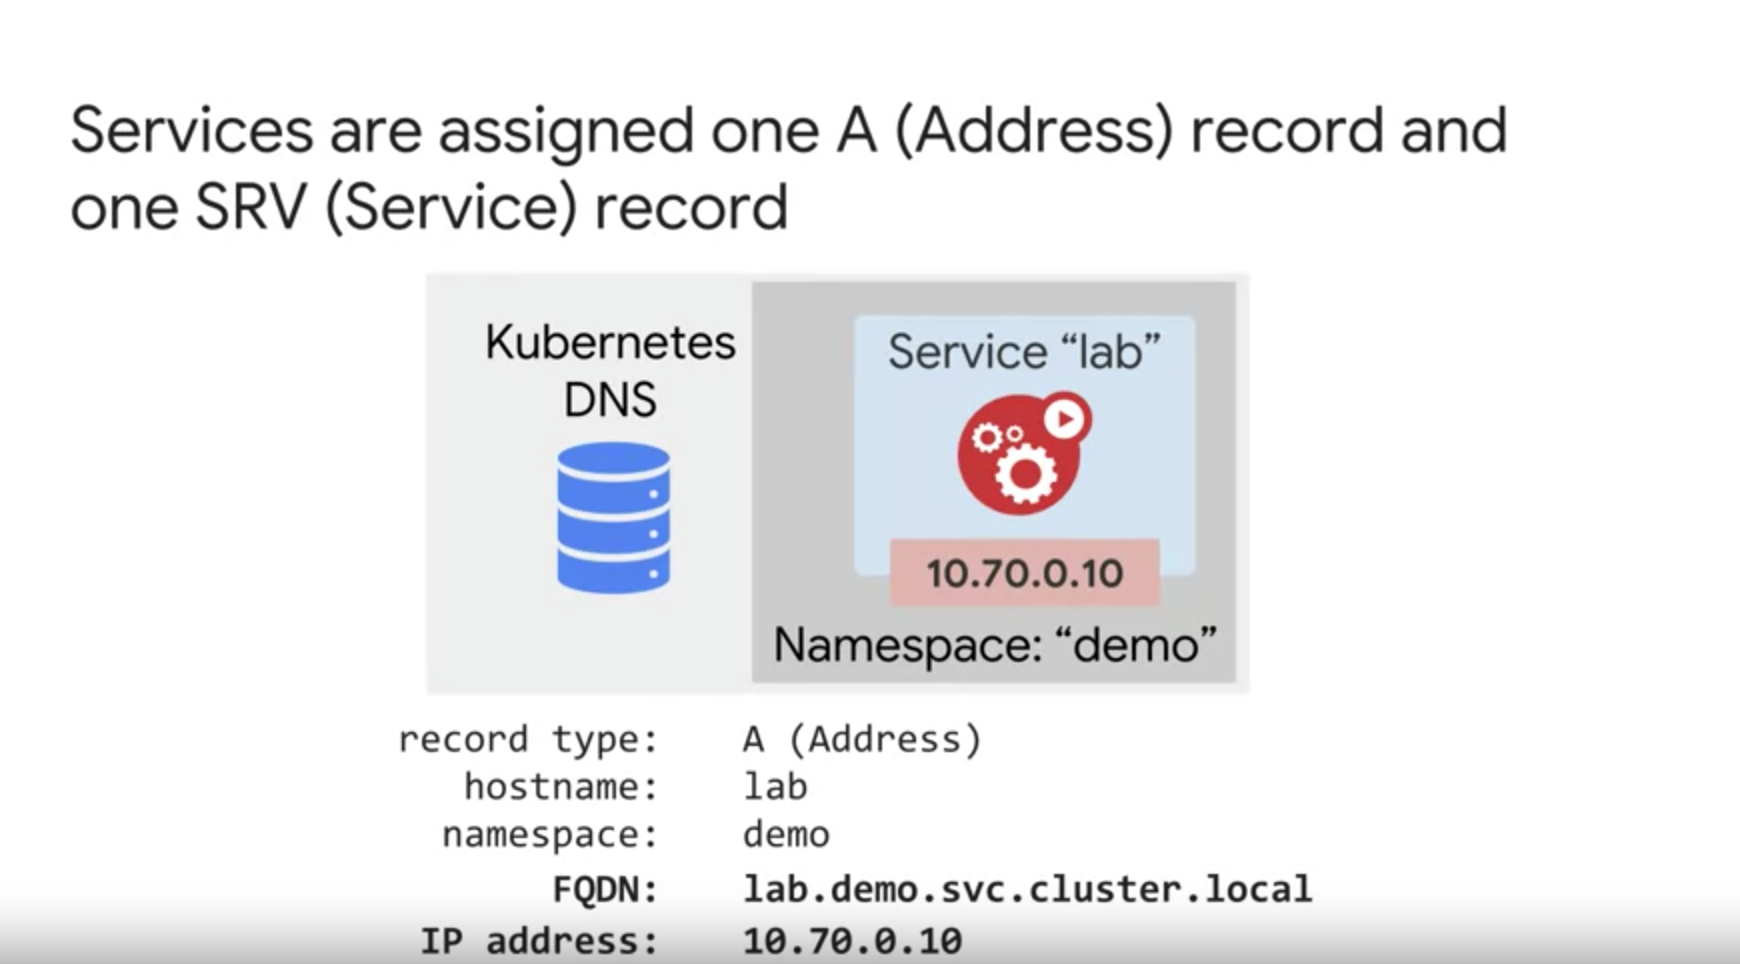 Services are assigned one A (Address) record and
one SRV (Service) record
Kubernetes
DNS
Service “lab”
10.70.0.10
Namespace: “demo”
record type: A (Address)
hostname: lab
namespace: demo
FQDN: lab.demo.svc.cluster.local
IP address: 10.70.0.10